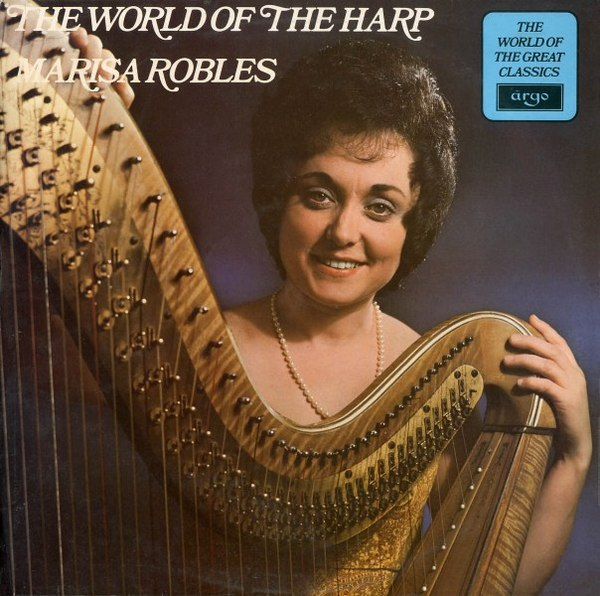 THE WORLD OF THE HARP
MARISA ROBLES
THE
WORLD OF
THE GREAT
CLASSICS
argo